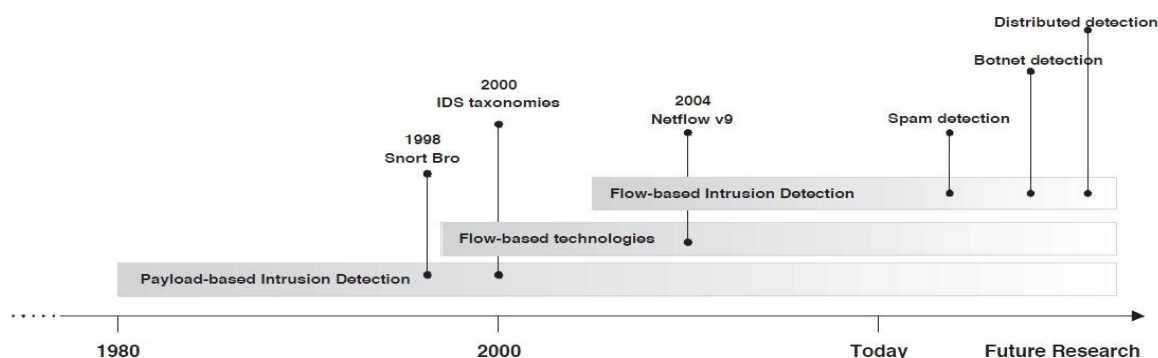 Distributed detection
Botnet detection
2000
IDS taxonomies
2004
Netflow v9
Spam detection
1998
Snort Bro
Flow-based Intrusion Detection
Flow-based technologies
Payload-based Intrusion Detection
1980
2000
Today
Future Research